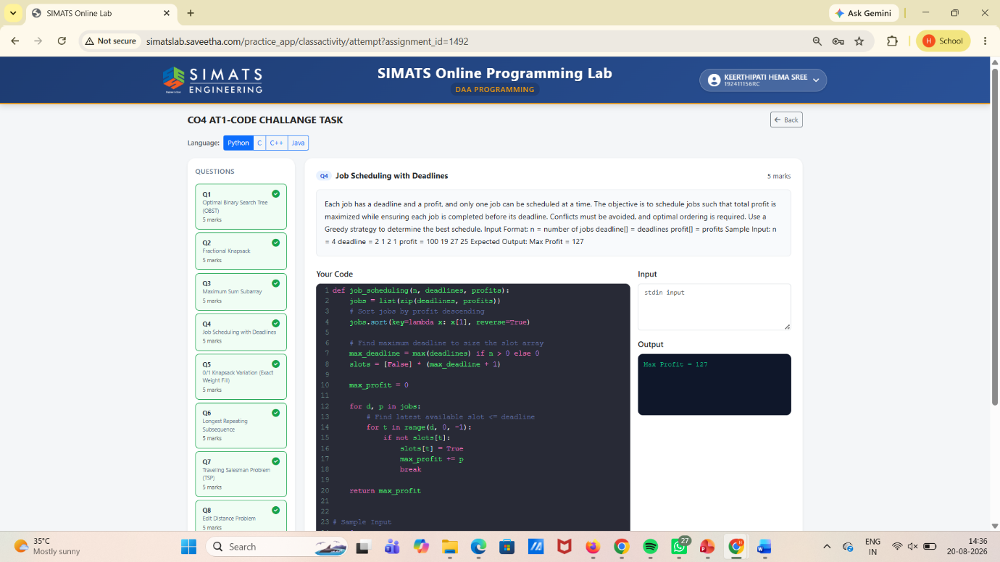 SIMATS Online Lab
Ask Gemini
Not secure
simatslab.saveetha.com/practice_app/classactivity/attempt?assignment_id=1492
H School
SIMATS
ENGINEERING
SIMATS Online Programming Lab
DAA PROGRAMMING
KEERTHIPATI HEMA SREE
192411156RC
CO4 AT1-CODE CHALLANGE TASK
Back
Language: Python C C++ Java
QUESTIONS
Q1
Optimal Binary Search Tree
(OBST)
5 marks
Q2
Fractional Knapsack
5 marks
Q3
Maximum Sum Subarray
5 marks
Q4
Job Scheduling with Deadlines
5 marks
Q5
0/1 Knapsack Variation (Exact
Weight Fill)
5 marks
Q6
Longest Repeating
Subsequence
5 marks
Q7
Traveling Salesman Problem
(TSP)
5 marks
Q8
Edit Distance Problem
5 marks
Q4 Job Scheduling with Deadlines
5 marks
Each job has a deadline and a profit, and only one job can be scheduled at a time. The objective is to schedule jobs such that total profit is
maximized while ensuring each job is completed before its deadline. Conflicts must be avoided, and optimal ordering is required. Use a
Greedy strategy to determine the best schedule. Input Format: n = number of jobs deadline[] = deadlines profit[] = profits Sample Input: n
= 4 deadline = 2 1 2 1 profit = 100 19 27 25 Expected Output: Max Profit = 127
Your Code
1 def job_scheduling(n, deadlines, profits):
2     jobs = list(zip(deadlines, profits))
3     # Sort jobs by profit descending
4     jobs.sort(key=lambda x: x[1], reverse=True)
5
6     # Find maximum deadline to size the slot array
7     max_deadline = max(deadlines) if n > 0 else 0
8     slots = [False] * (max_deadline + 1)
9
10     max_profit = 0
11
12     for d, p in jobs:
13         # Find latest available slot <= deadline
14         for t in range(d, 0, -1):
15             if not slots[t]:
16                 slots[t] = True
17                 max_profit += p
18                 break
19
20     return max_profit
21
22
23 # Sample Input
Input
stdin input
Output
Max Profit = 127
35°C
Mostly sunny
Search
27
ENG
IN
14:36
20-08-2026